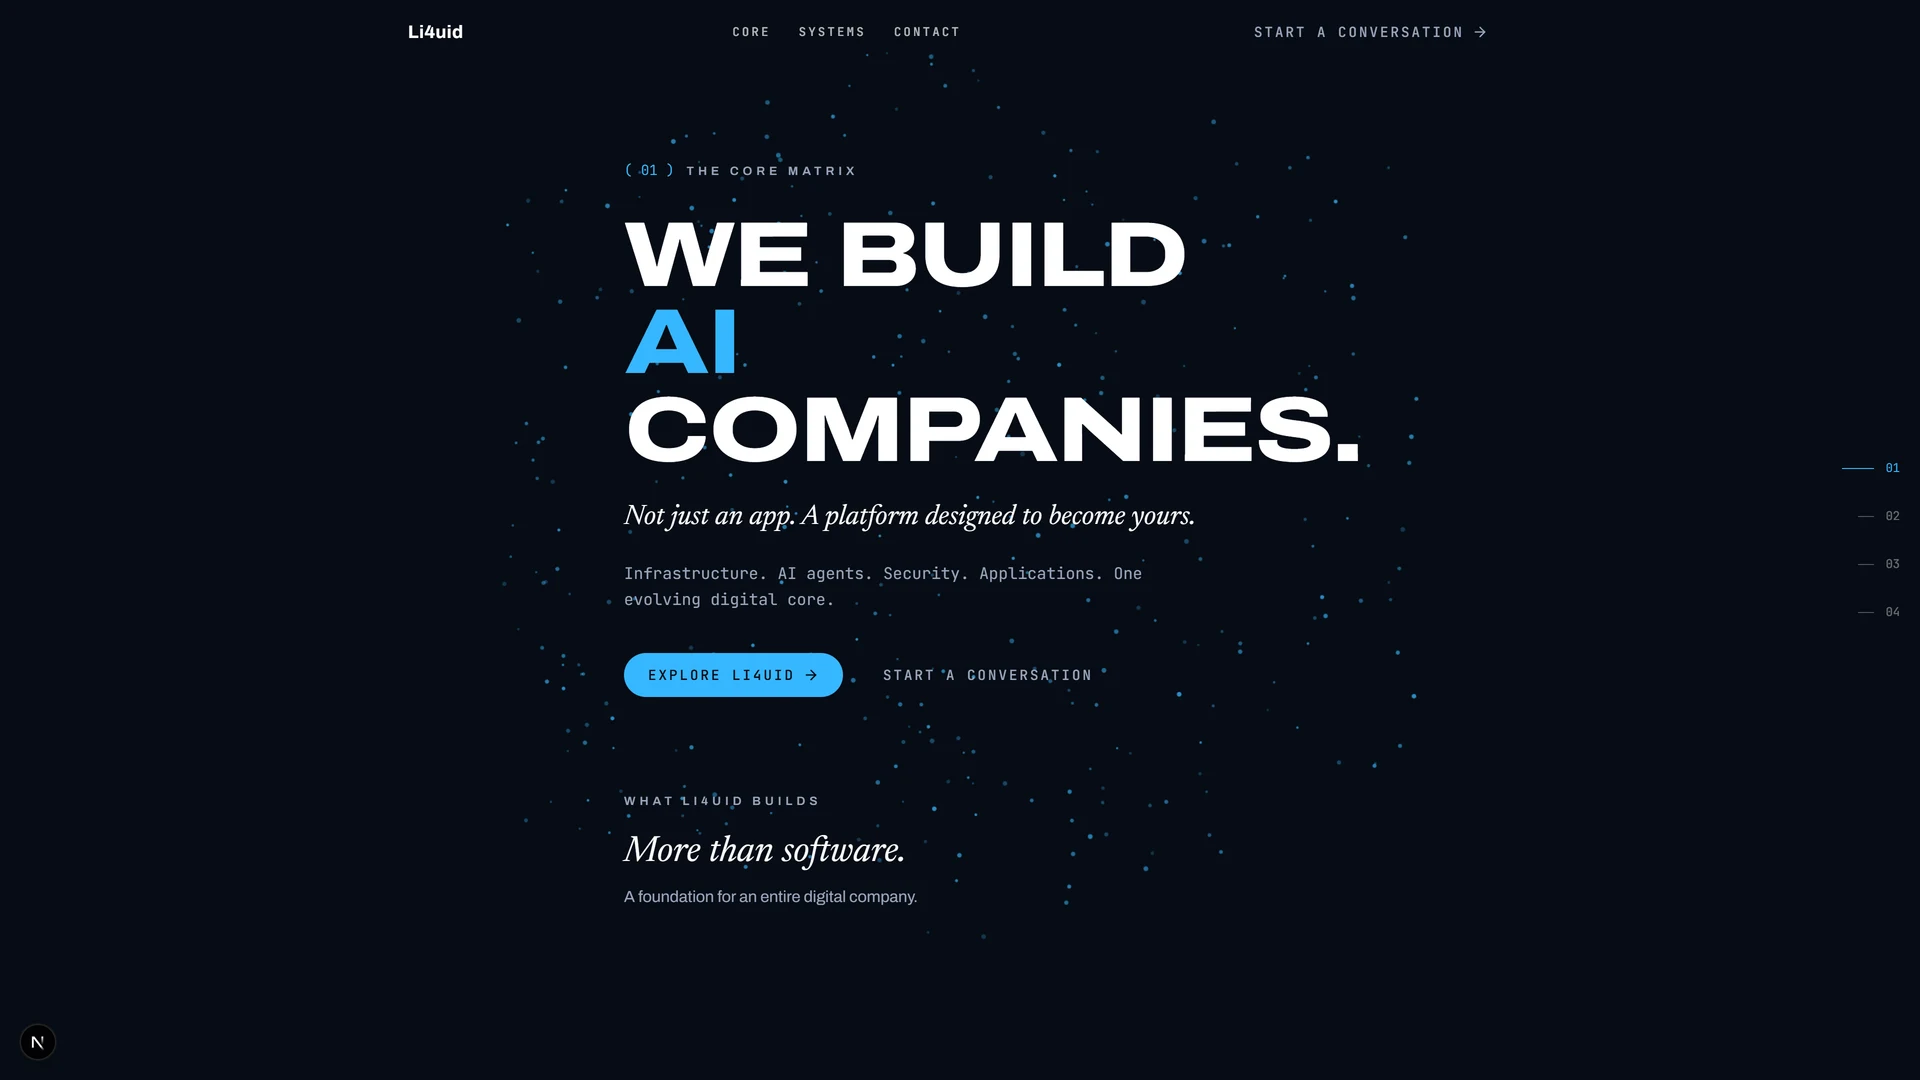 Li4uid
CORE SYSTEMS CONTACT
START A CONVERSATION →
( 01 ) THE CORE MATRIX
WE BUILD
AI
COMPANIES.
Not just an app. A platform designed to become yours.
Infrastructure. AI agents. Security. Applications. One
evolving digital core.
EXPLORE LI4UID →
START A CONVERSATION
WHAT LI4UID BUILDS
More than software.
A foundation for an entire digital company.
01
02
03
04
N